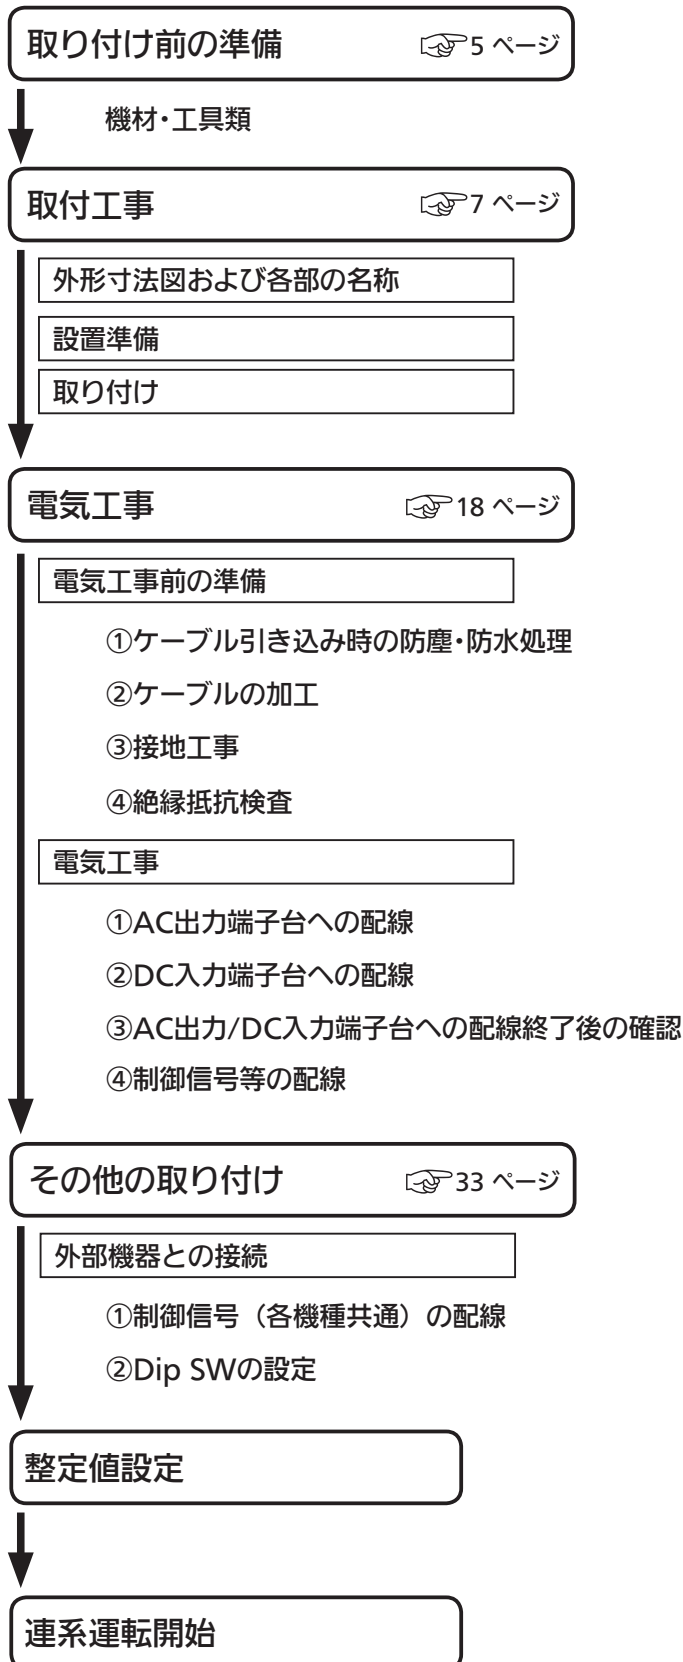 取り付け前の準備 ☞5 ページ
機材・工具類
取付工事 ☞7 ページ
外形寸法図および各部の名称
設置準備
取り付け
電気工事 ☞18 ページ
電気工事前の準備
①ケーブル引き込み時の防塵・防水処理
②ケーブルの加工
③接地工事
④絶縁抵抗検査
電気工事
①AC出力端子台への配線
②DC入力端子台への配線
③AC出力/DC入力端子台への配線終了後の確認
④制御信号等の配線
その他の取り付け ☞33 ページ
外部機器との接続
①制御信号（各機種共通）の配線
②Dip SWの設定
整定値設定
連系運転開始